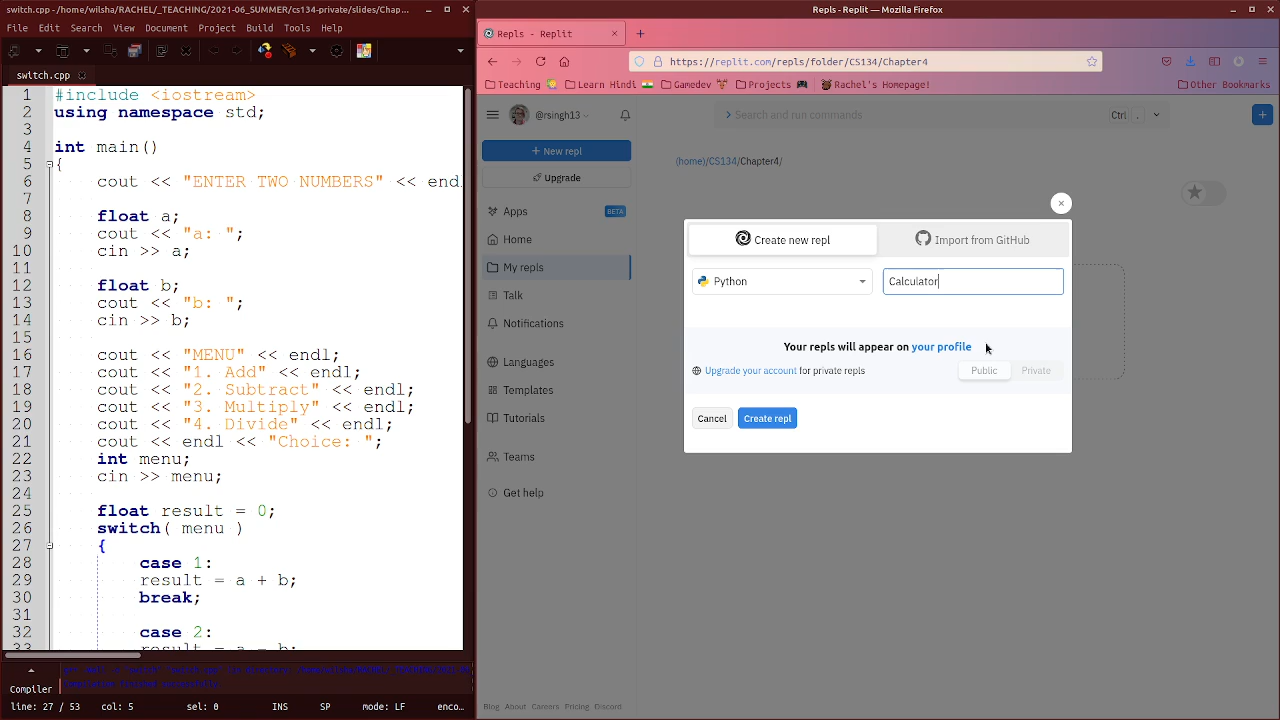 switch.cpp - /home/wilsha/RACHEL/_TEACHING/2021-06_SUMMER/cs134-private/slides/Chap...
File Edit Search View Document Project Build Tools Help
switch.cpp
1 #include <iostream>
2 using namespace std;
3
4 int main()
5 {
6 cout << "ENTER TWO NUMBERS" << endl
7
8 float a;
9 cout << "a: ";
10 cin >> a;
11
12 float b;
13 cout << "b: ";
14 cin >> b;
15
16 cout << "MENU" << endl;
17 cout << "1. Add" << endl;
18 cout << "2. Subtract" << endl;
19 cout << "3. Multiply" << endl;
20 cout << "4. Divide" << endl;
21 cout << endl << "Choice: ";
22 int menu;
23 cin >> menu;
24
25 float result = 0;
26 switch( menu )
27 {
28 case 1:
29 result = a + b;
30 break;
31
32 case 2:
33 result = a - b;
Compiler
line: 27 / 53 col: 5 sel: 0 INS SP mode: LF enco...
Repls - Replit — Mozilla Firefox
Repls - Replit
https://replit.com/repls/folder/CS134/Chapter4
Teaching Learn Hindi Gamedev Projects Rachel's Homepage! Other Bookmarks
@rsingh13 Search and run commands Ctrl .
+ New repl
Upgrade
(home)/CS134/Chapter4/
Apps BETA
Home
My repls
Talk
Notifications
Languages
Templates
Tutorials
Teams
Get help
Create new repl Import from GitHub
Python Calculator
Your repls will appear on your profile
Upgrade your account for private repls Public Private
Cancel Create repl
Blog About Careers Pricing Discord